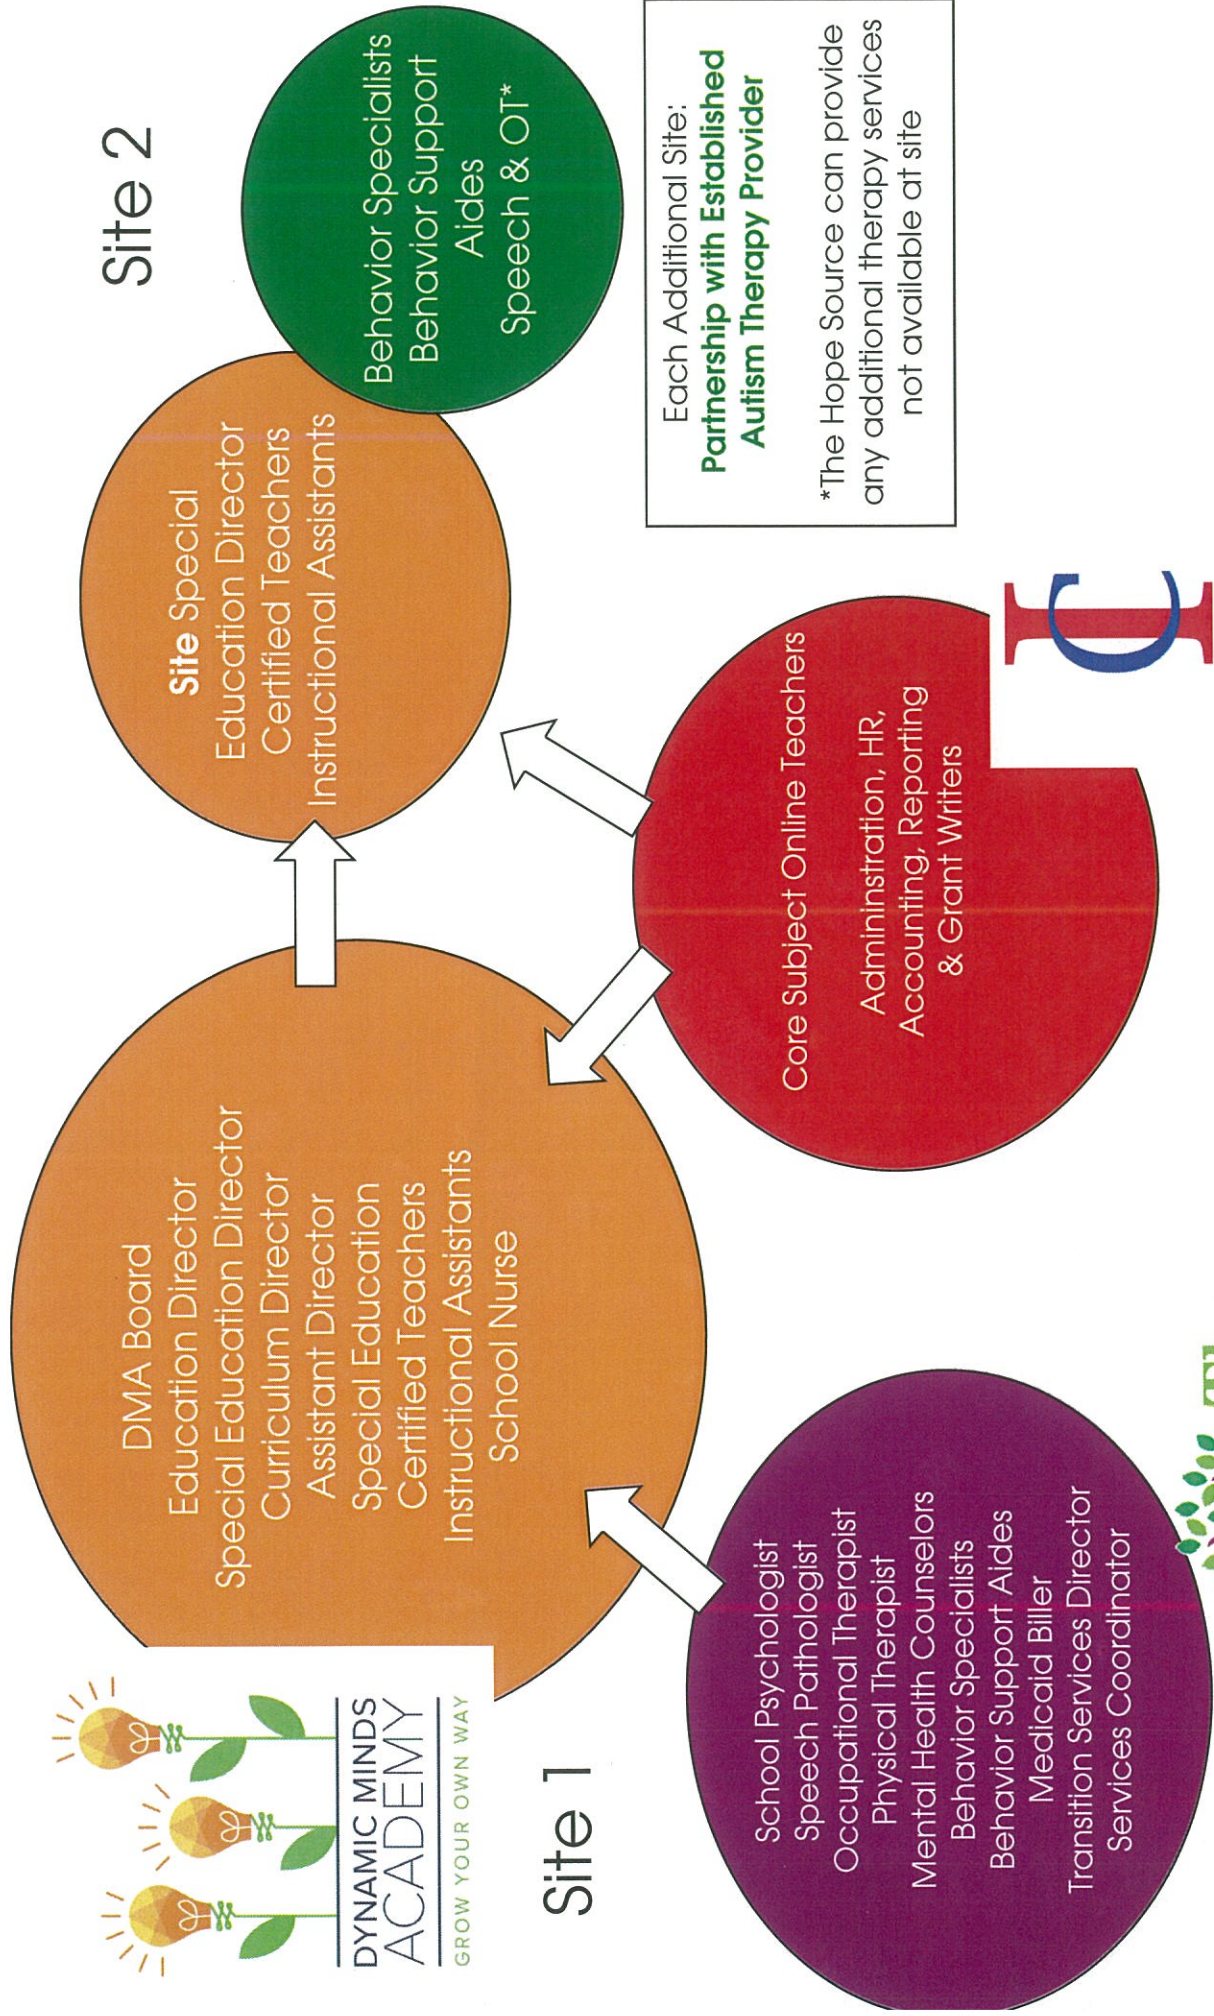 DYNAMIC MINDS
ACADEMY
GROW YOUR OWN WAY
Site 1
DMA Board
Education Director
Special Education Director
Curriculum Director
Assistant Director
Special Education
Certified Teachers
Instructional Assistants
School Nurse
School Psychologist
Speech Pathologist
Occupational Therapist
Physical Therapist
Mental Health Counselors
Behavior Specialists
Behavior Support Aides
Medicaid Biller
Transition Services Director
Services Coordinator
Core Subject Online Teachers
Admininstration, HR,
Accounting, Reporting
& Grant Writers
IC
Site 2
Site Special
Education Director
Certified Teachers
Instructional Assistants
Behavior Specialists
Behavior Support
Aides
Speech & OT*
Each Additional Site:
Partnership with Established
Autism Therapy Provider
*The Hope Source can provide
any additional therapy services
not available at site